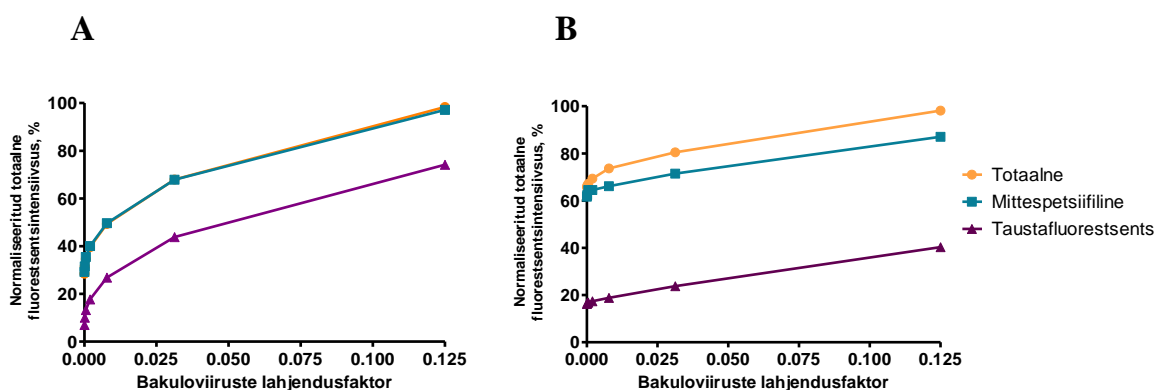 A
B
Normaliseeritud totaalne
fluorestsentsintensiivsus, %
100
80
60
40
20
0
0.000
0.025
0.050
0.075
0.100
0.125
Bakuloviiruste lahjendusfaktor
Normaliseeritud totaalne
fluorestsentsintensiivsus, %
100
80
60
40
20
0
0.000
0.025
0.050
0.075
0.100
0.125
Bakuloviiruste lahjendusfaktor
Totaalne
Mittespetsiifiline
Taustafluorestsents